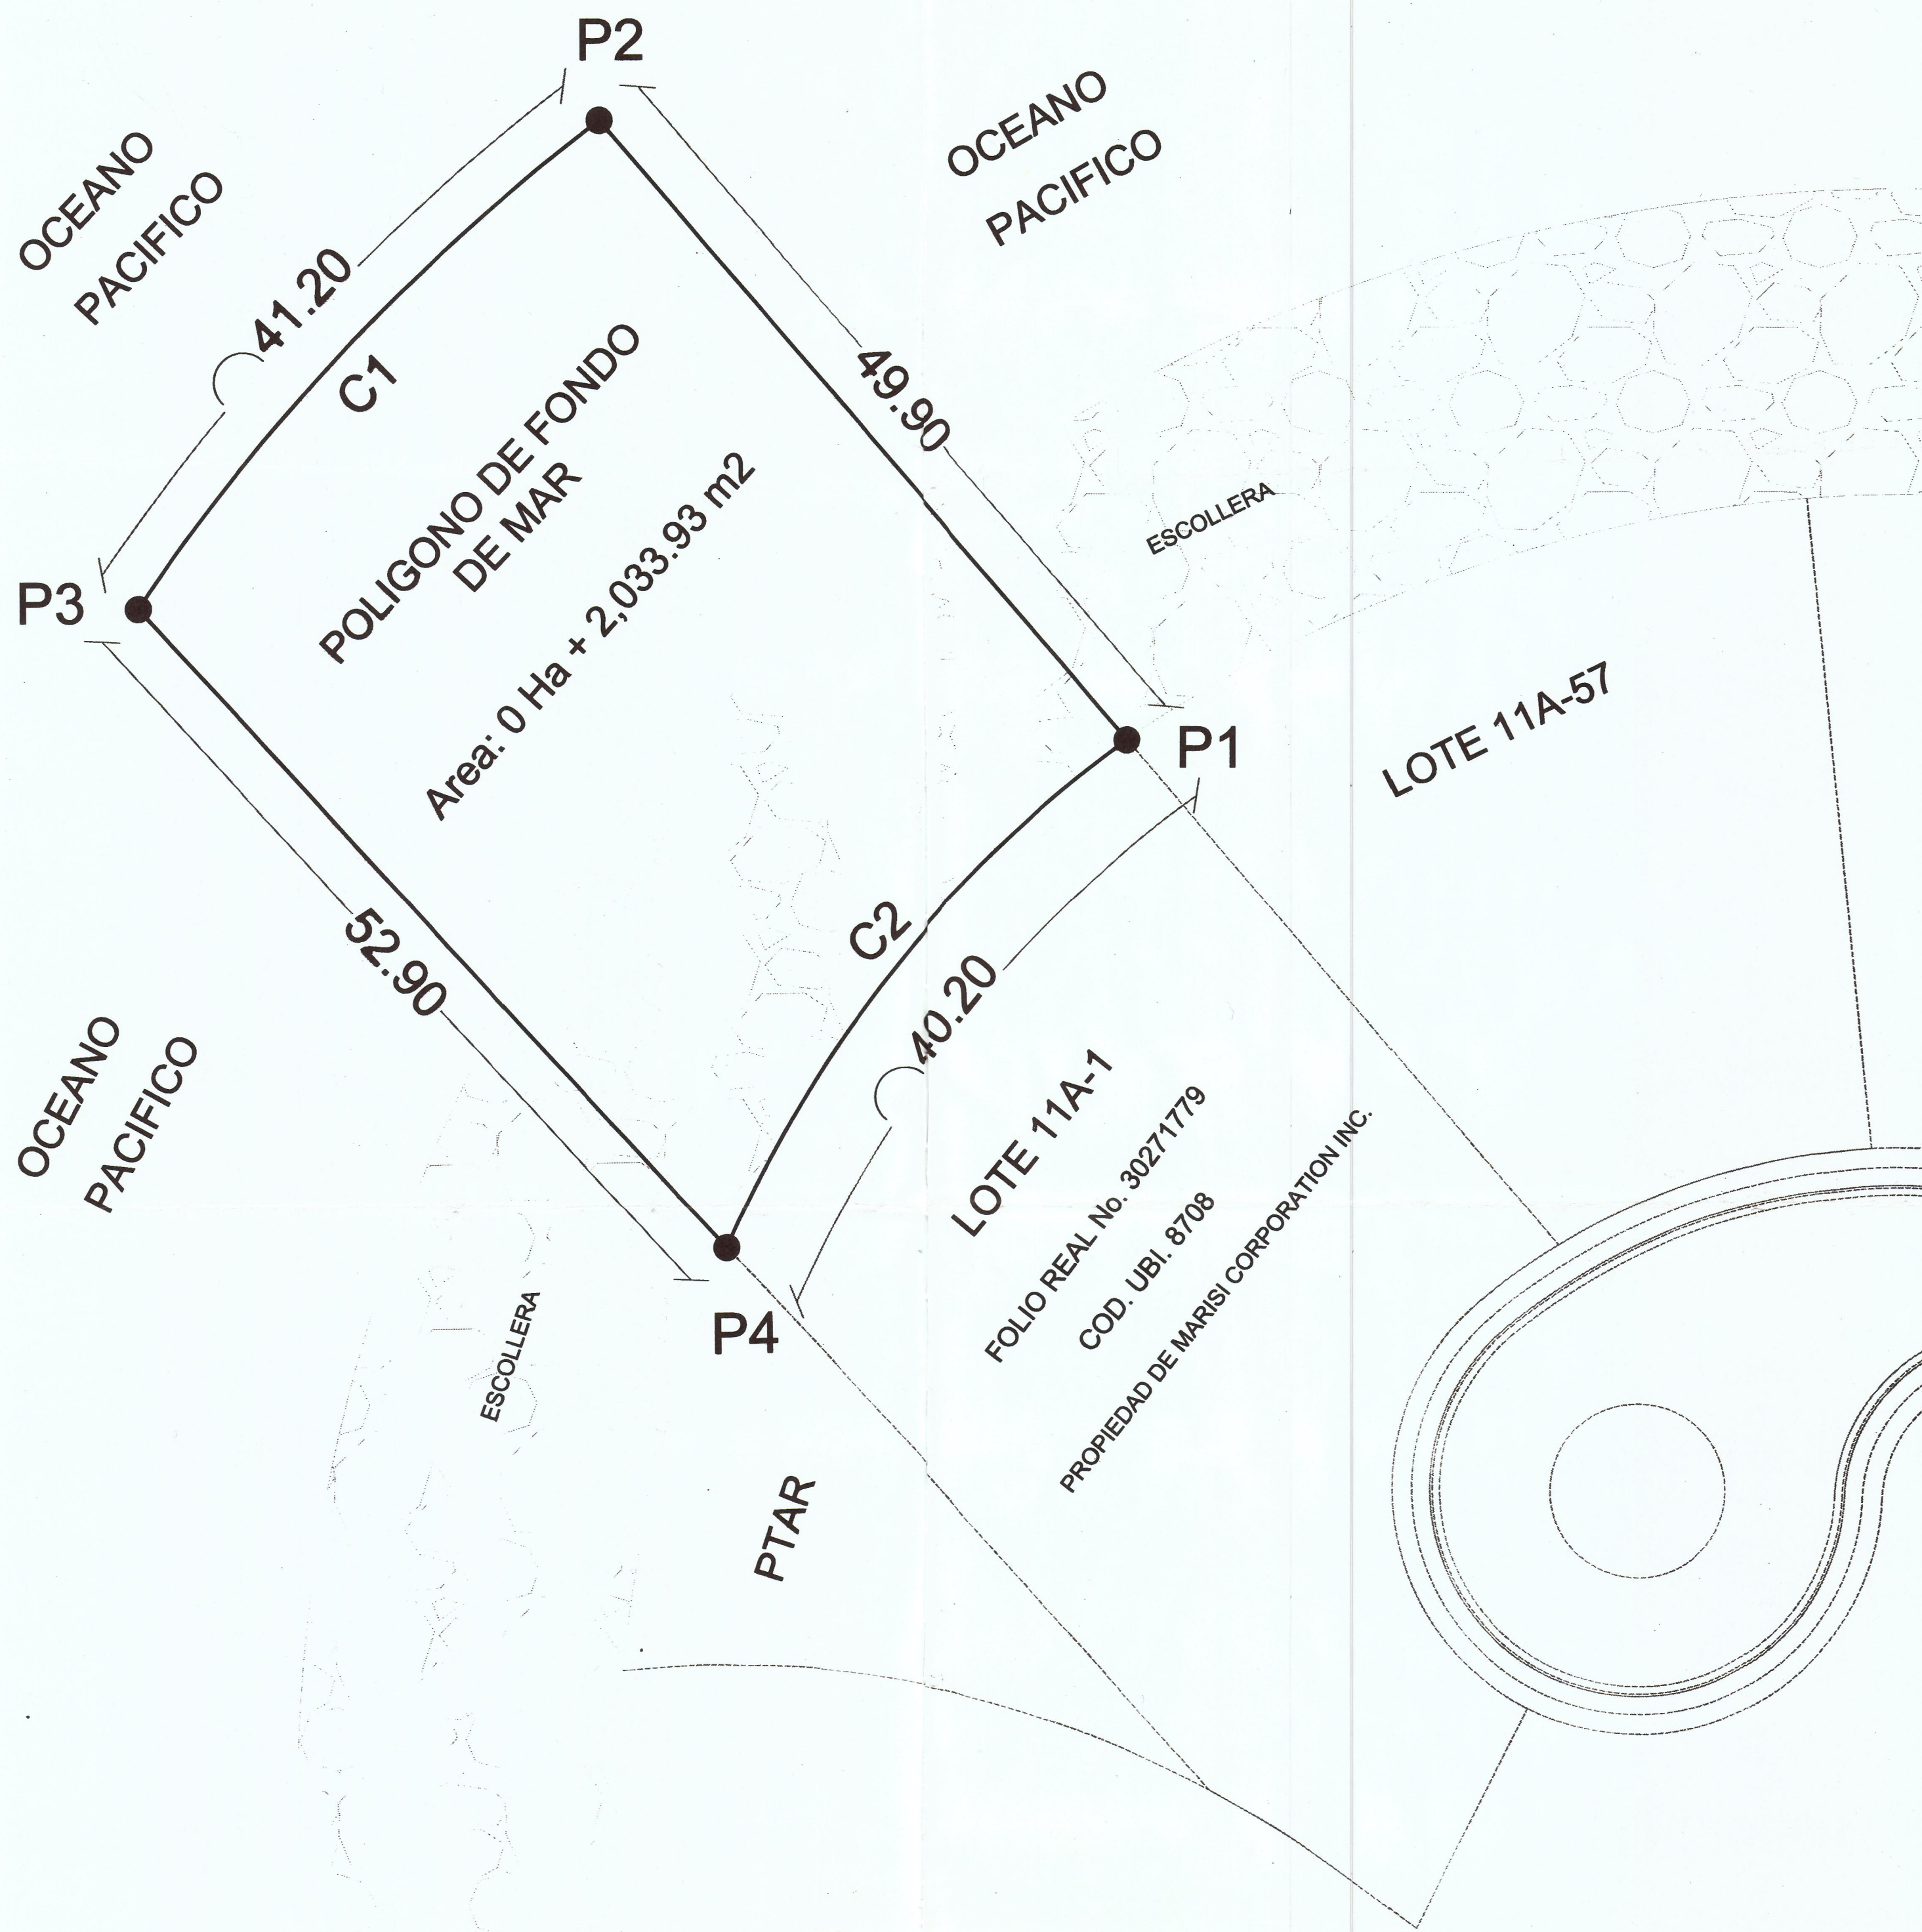 P2
OCEANO
PACIFICO
OCEANO
PACIFICO
41.20
C1
49.90
POLIGONO DE FONDO
DE MAR
Area: 0 Ha + 2,033.93 m2
ESCOLLERA
P3
P1
LOTE 11A-57
52.90
C2
40.20
OCEANO
PACIFICO
LOTE 11A-1
FOLIO REAL No. 30271779
COD. UBI. 8708
PROPIEDAD DE MARISI CORPORATION INC.
P4
ESCOLLERA
PTAR